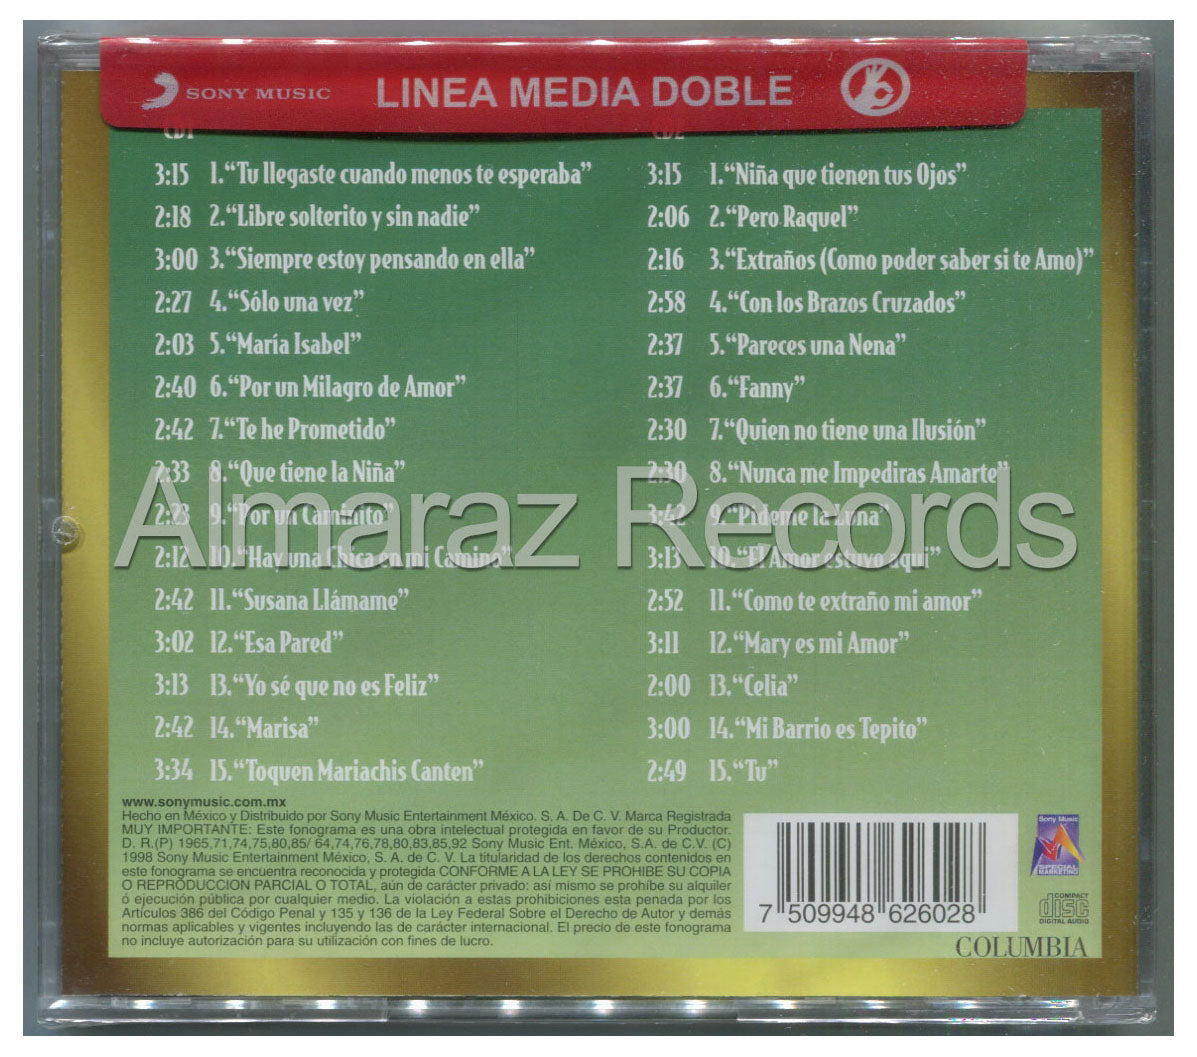 SONY MUSIC LINEA MEDIA DOBLE
CD1
3:15 1."Tu llegaste cuando menos te esperaba"
2:18 2."Libre solterito y sin nadie"
3:00 3."Siempre estoy pensando en ella"
2:27 4."Sólo una vez"
2:03 5."María Isabel"
2:40 6."Por un Milagro de Amor"
2:42 7."Te he Prometido"
2:33 8."Que tiene la Niña"
2:23 9."Por un Caminito"
2:12 10."Hay una Chica en mi Camino"
2:42 11."Susana Llámame"
3:02 12."Esa Pared"
3:13 13."Yo sé que no es Feliz"
2:42 14."Marisa"
3:34 15."Toquen Mariachis Canten"
CD2
3:15 1."Niña que tienen tus Ojos"
2:06 2."Pero Raquel"
2:16 3."Extraños (Como poder saber si te Amo)"
2:58 4."Con los Brazos Cruzados"
2:37 5."Pareces una Nena"
2:37 6."Fanny"
2:30 7."Quien no tiene una Ilusión"
2:30 8."Nunca me Impediras Amarte"
3:42 9."Pideme la Luna"
3:13 10."El Amor estuvo aqui"
2:52 11."Como te extraño mi amor"
3:11 12."Mary es mi Amor"
2:00 13."Celia"
3:00 14."Mi Barrio es Tepito"
2:49 15."Tu"
Almaraz Records
www.sonymusic.com.mx
Hecho en México y Distribuido por Sony Music Entertainment México. S. A. De C. V. Marca Registrada
MUY IMPORTANTE: Este fonograma es una obra intelectual protegida en favor de su Productor.
D. R.(P) 1965,71,74,75,80,85/ 64,74,76,78,80,83,85,92 Sony Music Ent. México, S.A. de C.V. (C)
1998 Sony Music Entertainment México, S. A. de C. V. La titularidad de los derechos contenidos en
este fonograma se encuentra reconocida y protegida CONFORME A LA LEY SE PROHIBE SU COPIA
O REPRODUCCION PARCIAL O TOTAL, aún de carácter privado: así mismo se prohíbe su alquiler
ó ejecución pública por cualquier medio. La violación a estas prohibiciones esta penada por los
Artículos 386 del Código Penal y 135 y 136 de la Ley Federal Sobre el Derecho de Autor y demás
normas aplicables y vigentes incluyendo las de carácter internacional. El precio de este fonograma
no incluye autorización para su utilización con fines de lucro.
7 509948 626028
Sony Music
SPECIAL
MARKETING
COMPACT
disc
DIGITAL AUDIO
COLUMBIA